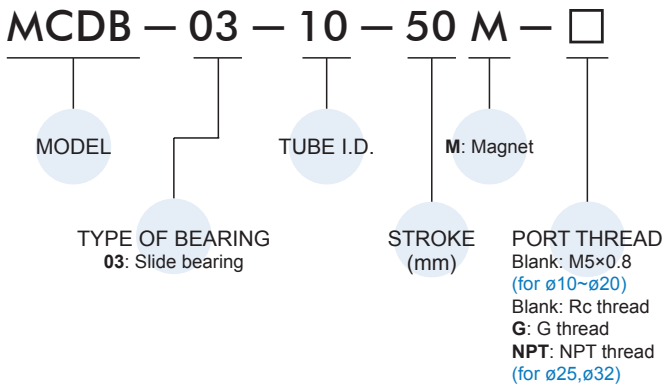 MCDB – 03 – 10 – 50 M – □
MODEL
TUBE I.D.
M: Magnet
TYPE OF BEARING
03: Slide bearing
STROKE
(mm)
PORT THREAD
Blank: M5×0.8
(for ø10~ø20)
Blank: Rc thread
G: G thread
NPT: NPT thread
(for ø25,ø32)